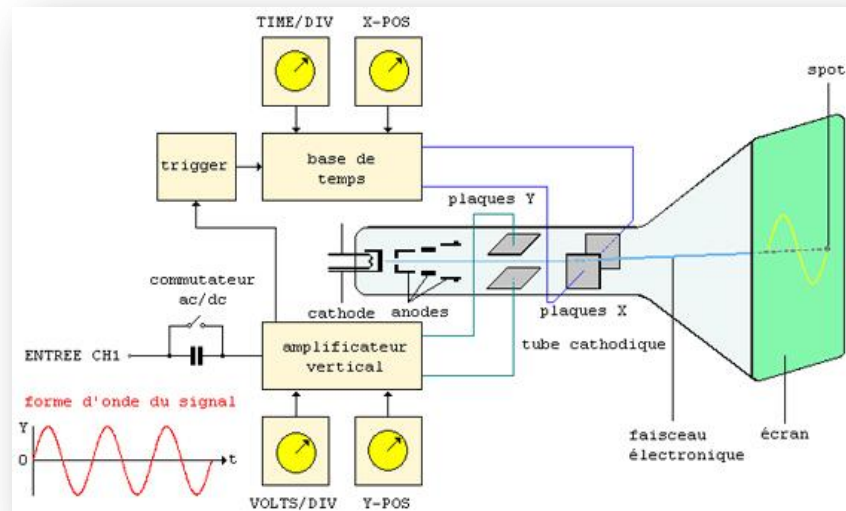 TIME/DIV
X-POS
spot
trigger
base de
temps
plaques Y
commutateur
ac/dc
cathode
anodes
plaques X
ENTREE CH1
amplificateur
vertical
tube cathodique
forme d'onde du signal
Y
O
t
faisceau
électronique
écran
VOLTS/DIV
Y-POS